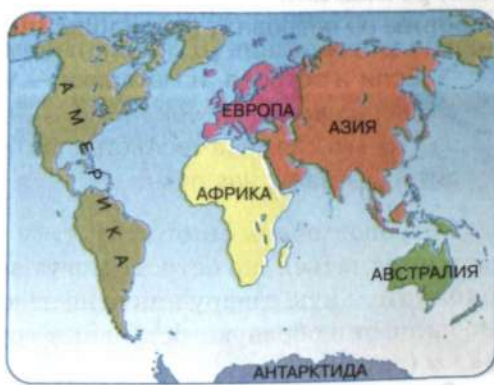 АМЕРИКА
ЕВРОПА
АЗИЯ
АФРИКА
АВСТРАЛИЯ
АНТАРКТИДА